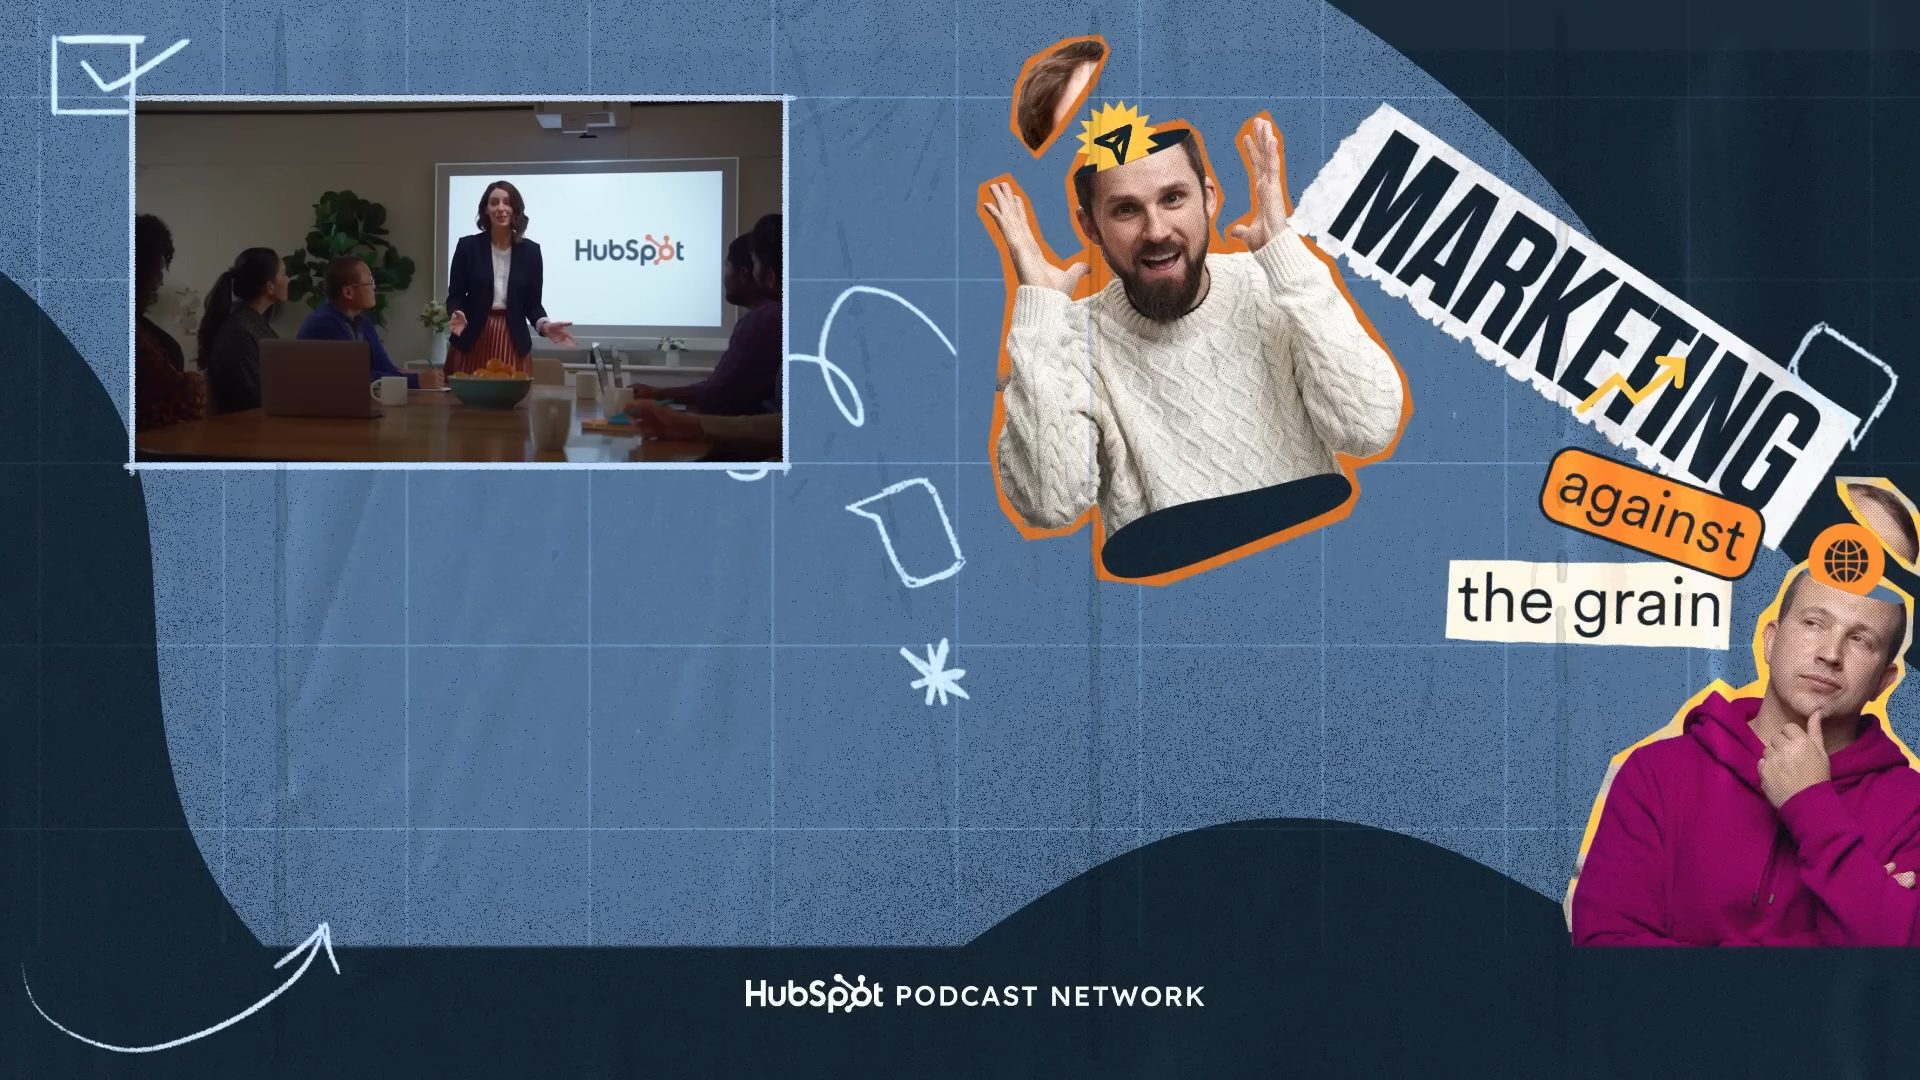 HubSpot
MARKETING
against
the grain
HubSpot PODCAST NETWORK